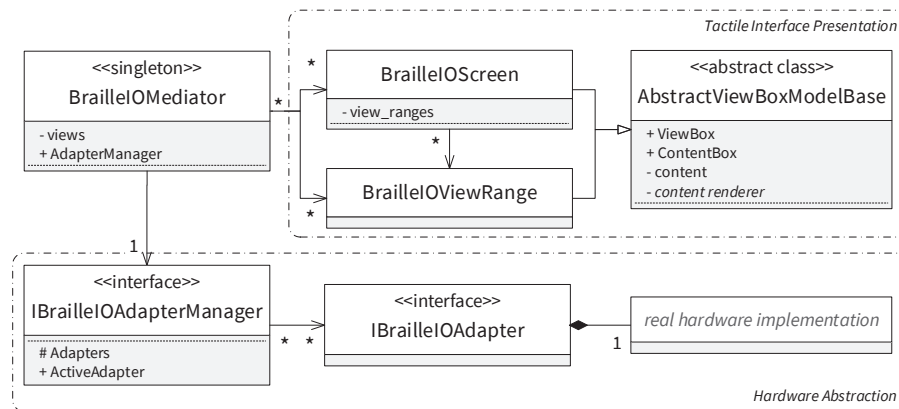 Tactile Interface Presentation
<<singleton>>
BrailleIOMediator
- views
+ AdapterManager
*
*
*
BrailleIOScreen
- view_ranges
*
BrailleIOViewRange
<<abstract class>>
AbstractViewBoxModelBase
+ ViewBox
+ ContentBox
- content
- content renderer
1
<<interface>>
IBrailleIOAdapterManager
# Adapters
+ ActiveAdapter
* *
<<interface>>
IBrailleIOAdapter
1
real hardware implementation
Hardware Abstraction